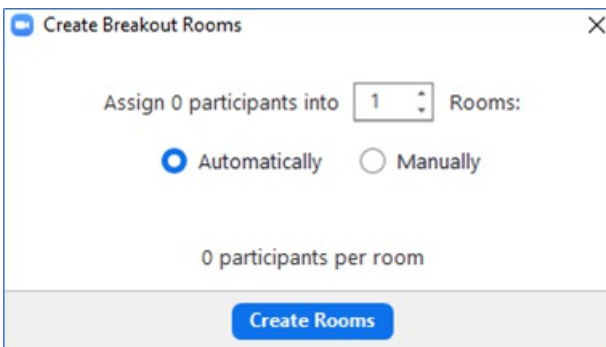 Create Breakout Rooms
Assign 0 participants into 1 Rooms:
Automatically Manually
0 participants per room
Create Rooms